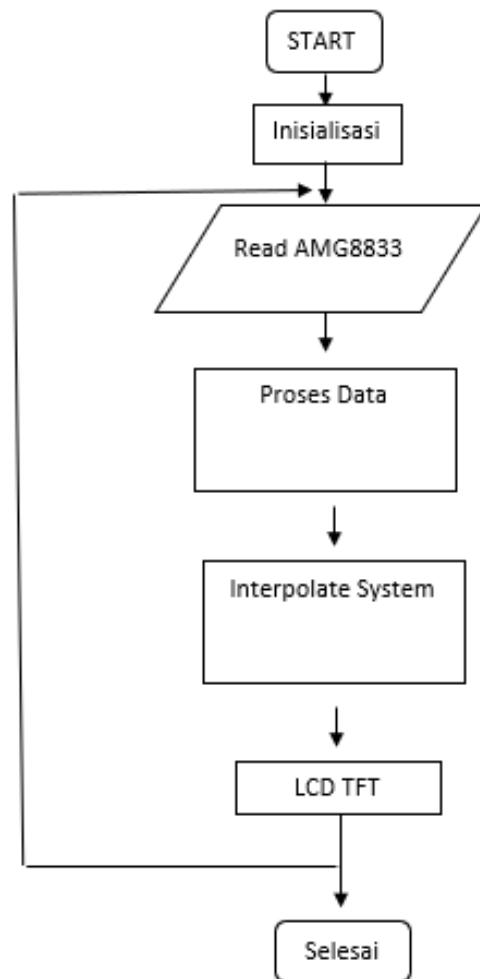 START
Inisialisasi
Read AMG8833
Proses Data
Interpolate System
LCD TFT
Selesai